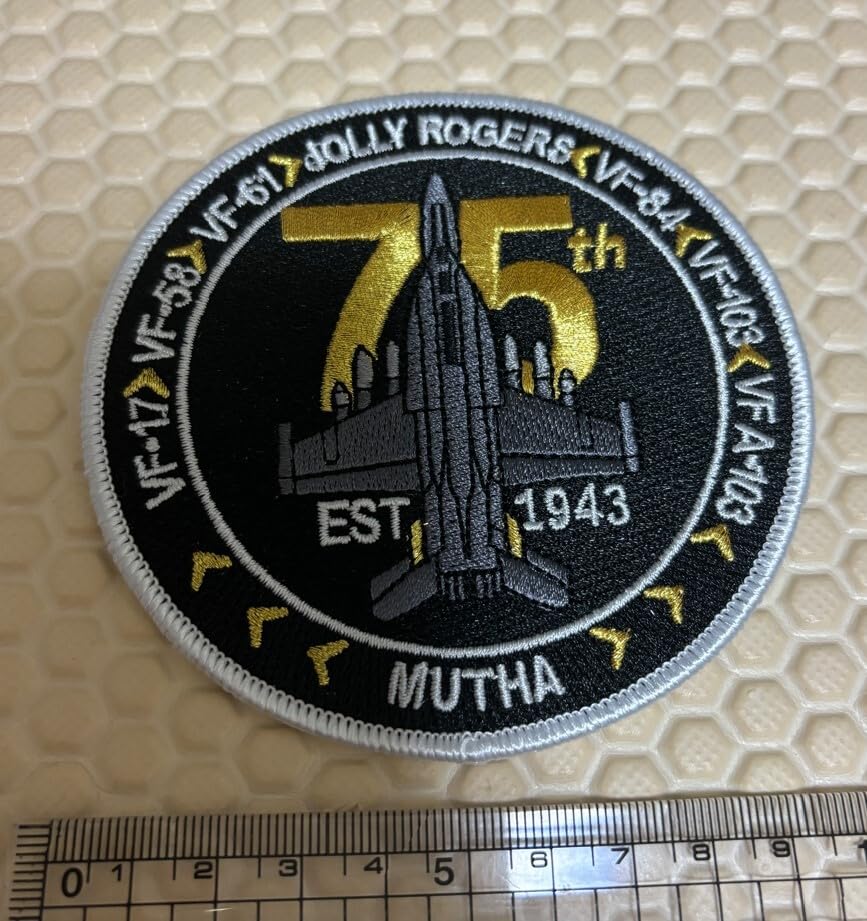 VF-17 VF-58 VF-61 JOLLY ROGERS VF-84 VF-103 VFA-103
75th
EST 1943
MUTHA
0 1 2 3 4 5 6 7 8 9 1